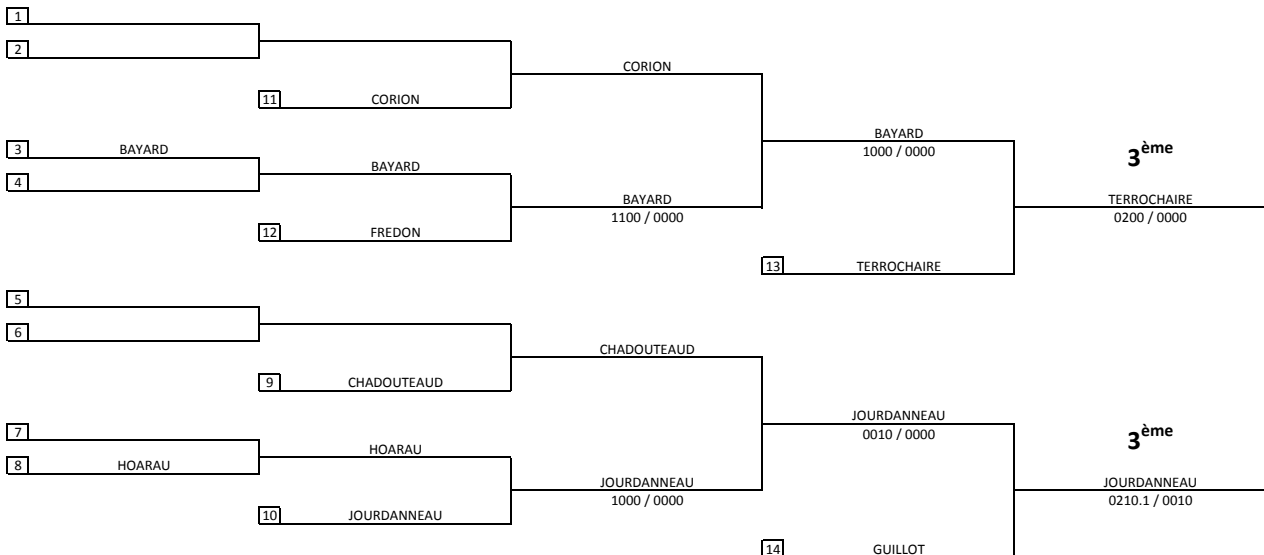 1
2
CORION
11 CORION
3 BAYARD
BAYARD
1000 / 0000
3ème
4
BAYARD
BAYARD
1100 / 0000
TERROCHAIRE
0200 / 0000
12 FREDON
13 TERROCHAIRE
5
6
CHADOUTEAUD
9 CHADOUTEAUD
7
JOURDANNEAU
0010 / 0000
3ème
HOARAU
8 HOARAU
JOURDANNEAU
1000 / 0000
JOURDANNEAU
0210.1 / 0010
10 JOURDANNEAU
14 GUILLOT